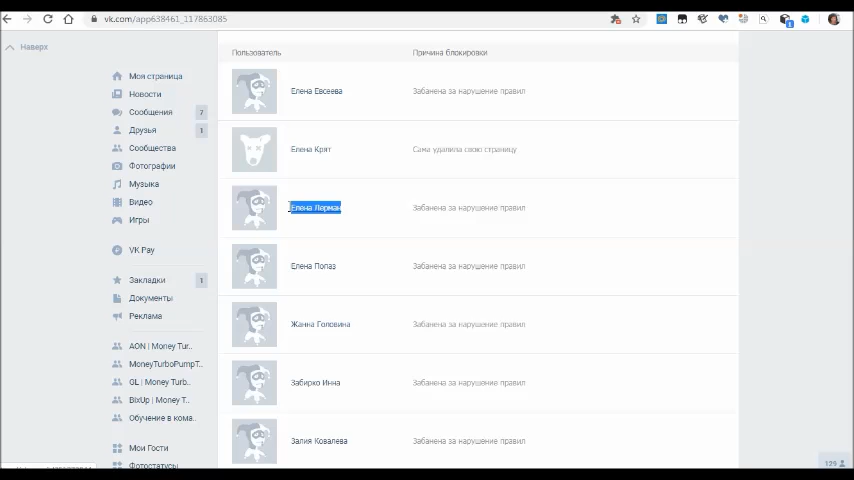 vk.com/app638461_117863085
Наверх
Моя страница
Новости
Сообщения 7
Друзья 1
Сообщества
Фотографии
Музыка
Видео
Игры
VK Pay
Закладки 1
Документы
Реклама
AON | Money Tur..
MoneyTurboPumpT..
GL | Money Turb..
BixUp | Money T..
Обучение в кома..
Мои Гости
Фотостатусы
Пользователь Причина блокировки
Елена Евсеева Забанена за нарушение правил
Елена Крят Сама удалила свою страницу
Елена Лерман Забанена за нарушение правил
Елена Попаз Забанена за нарушение правил
Жанна Головина Забанена за нарушение правил
Забирко Инна Забанена за нарушение правил
Залия Ковалева Забанена за нарушение правил
129